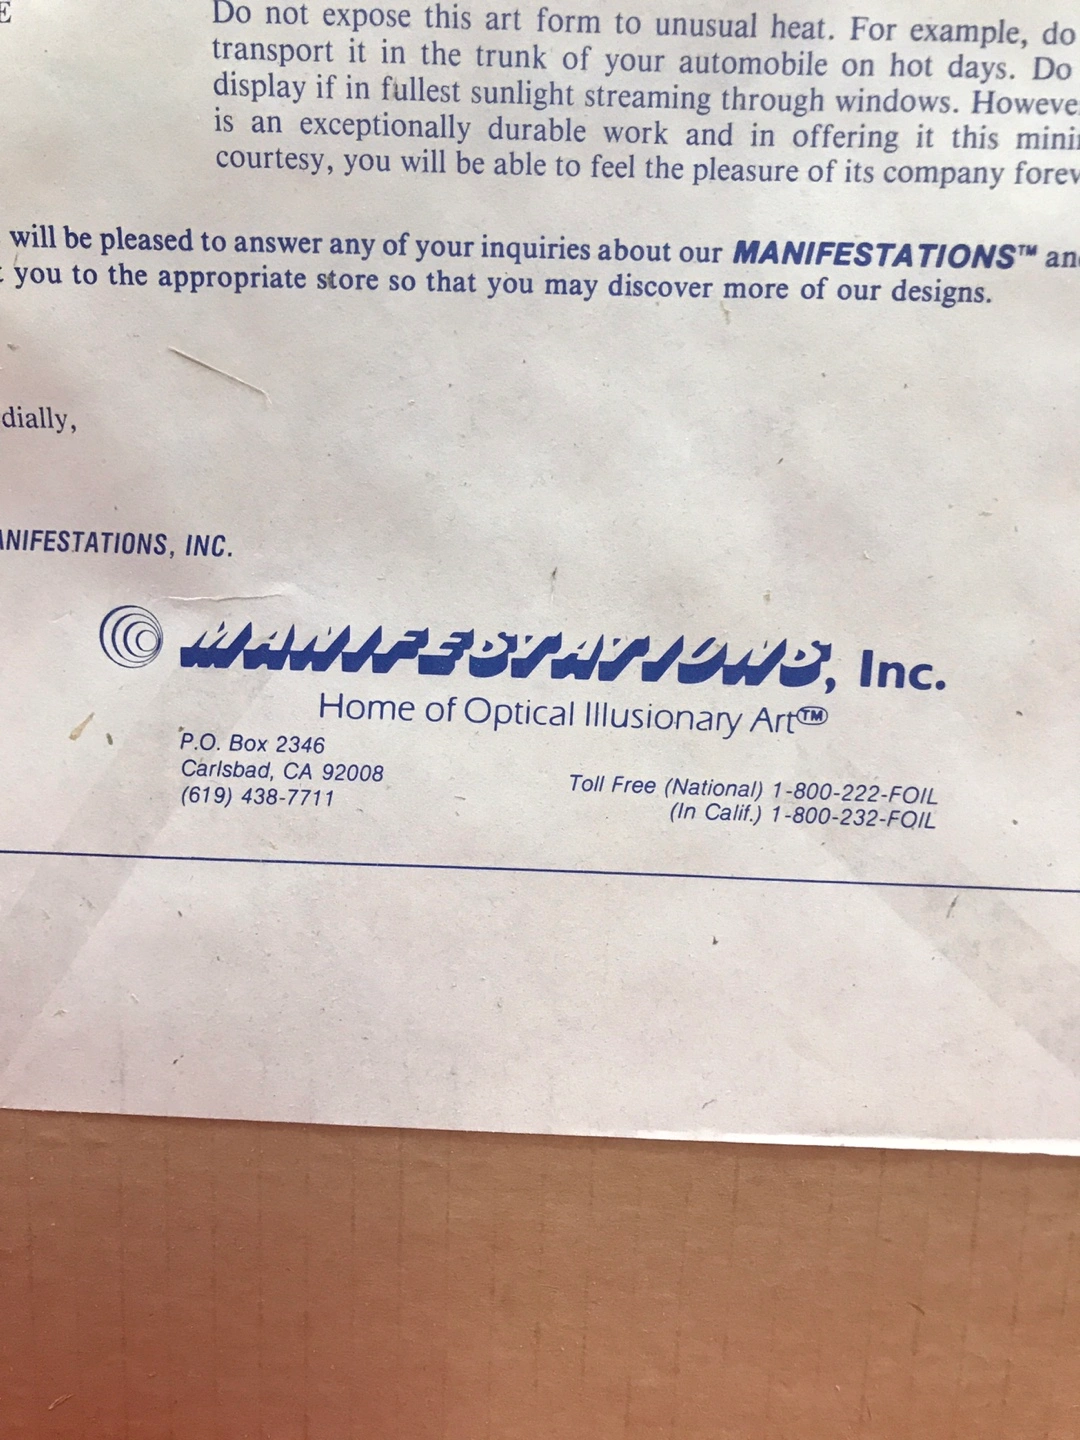 E
Do not expose this art form to unusual heat. For example, do
transport it in the trunk of your automobile on hot days. Do
display if in fullest sunlight streaming through windows. Howeve
is an exceptionally durable work and in offering it this mini
courtesy, you will be able to feel the pleasure of its company forev
will be pleased to answer any of your inquiries about our MANIFESTATIONS™ an
you to the appropriate store so that you may discover more of our designs.
dially,
ANIFESTATIONS, INC.
MANIFESTATIONS, Inc.
Home of Optical Illusionary Art™
P.O. Box 2346
Carlsbad, CA 92008
(619) 438-7711
Toll Free (National) 1-800-222-FOIL
(In Calif.) 1-800-232-FOIL